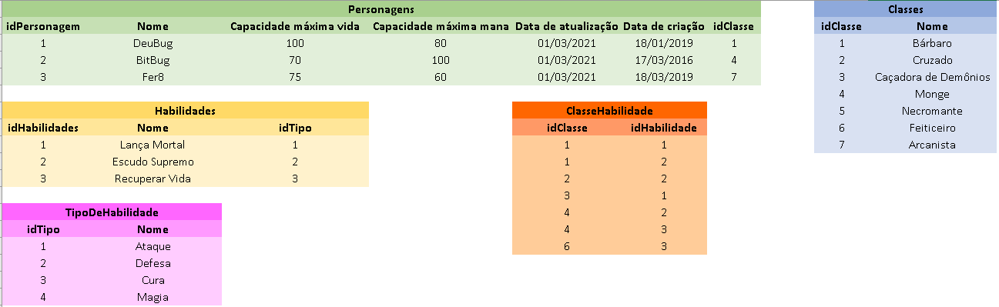 Personagens
idPersonagem Nome Capacidade máxima vida Capacidade máxima mana Data de atualização Data de criação idClasse
1 DeuBug 100 80 01/03/2021 18/01/2019 1
2 BitBug 70 100 01/03/2021 17/03/2016 4
3 Fer8 75 60 01/03/2021 18/03/2019 7
Classes
idClasse Nome
1 Bárbaro
2 Cruzado
3 Caçadora de Demônios
4 Monge
5 Necromante
6 Feiticeiro
7 Arcanista
Habilidades
idHabilidades Nome idTipo
1 Lança Mortal 1
2 Escudo Supremo 2
3 Recuperar Vida 3
ClasseHabilidade
idClasse idHabilidade
1 1
1 2
2 2
3 1
4 2
4 3
6 3
TipoDeHabilidade
idTipo Nome
1 Ataque
2 Defesa
3 Cura
4 Magia